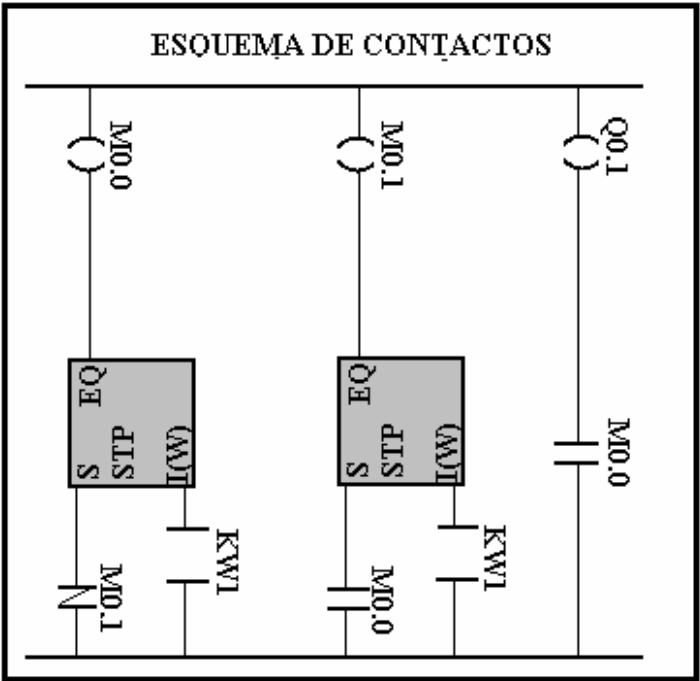 ESQUEMA DE CONTACTOS
M0.0
M0.1
Q0.1
EQ
STP
S
I(W)
EQ
STP
S
I(W)
M0.0
KW1
KW1
M0.1
M0.0